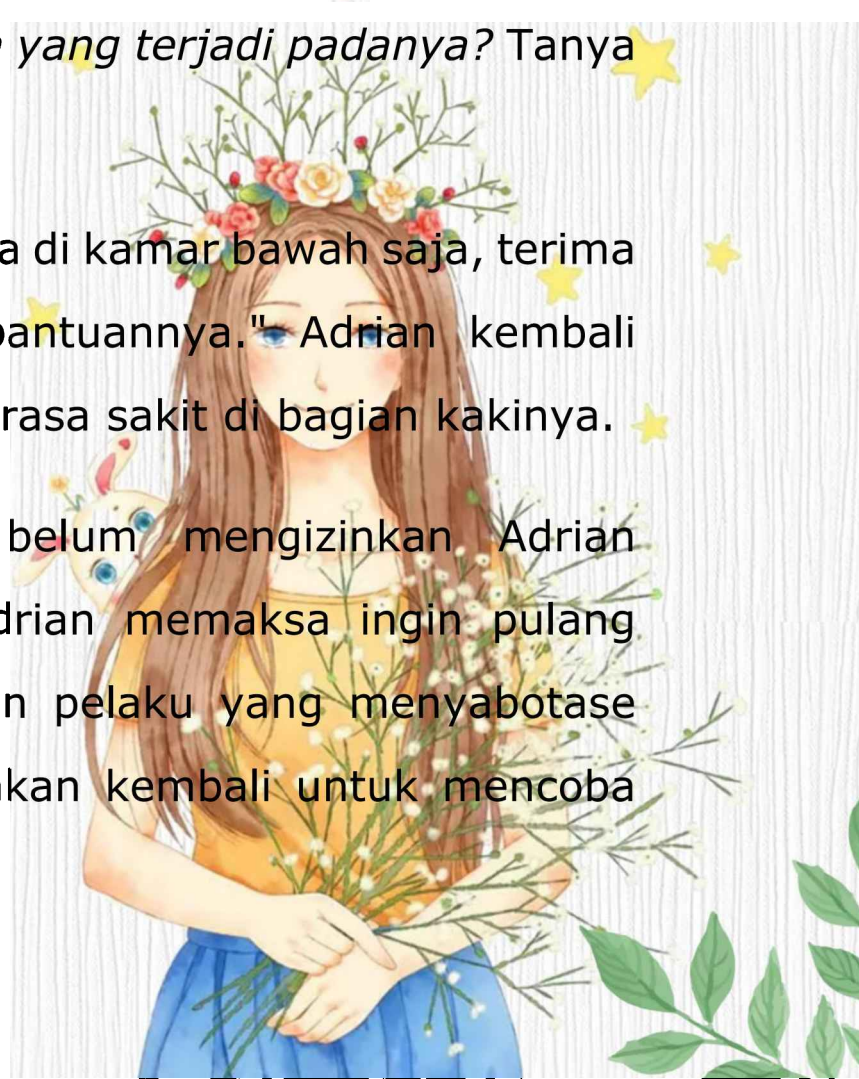 yang terjadi padanya? Tanya
a di kamar bawah saja, terima
bantuannya." Adrian kembali
rasa sakit di bagian kakinya.
belum mengizinkan Adrian
drian memaksa ingin pulang
n pelaku yang menyabotase
kan kembali untuk mencoba